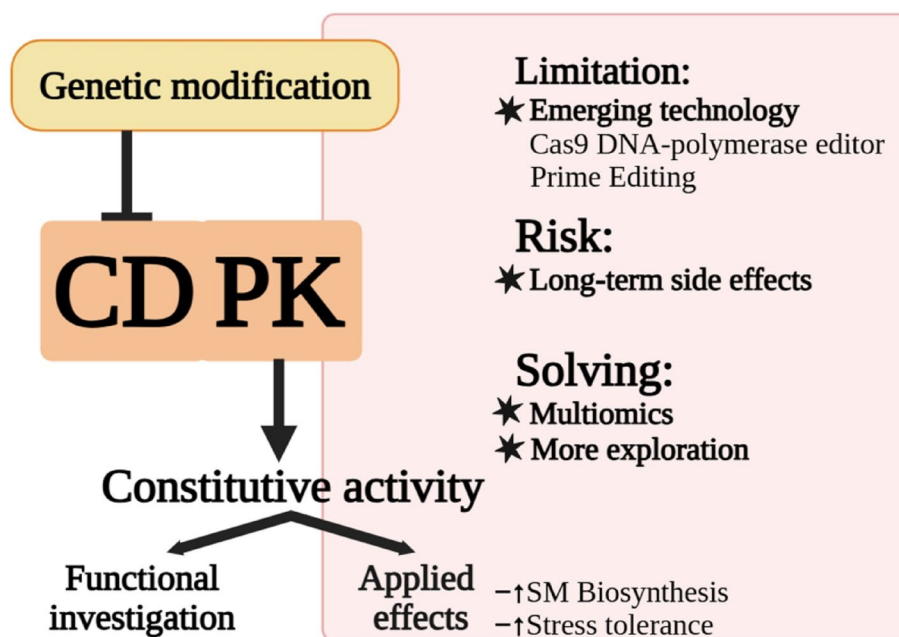 Genetic modification
CD PK
Constitutive activity
Functional
investigation
Applied
effects
−↑SM Biosynthesis
−↑Stress tolerance
Limitation:
Emerging technology
Cas9 DNA-polymerase editor
Prime Editing
Risk:
Long-term side effects
Solving:
Multiomics
More exploration